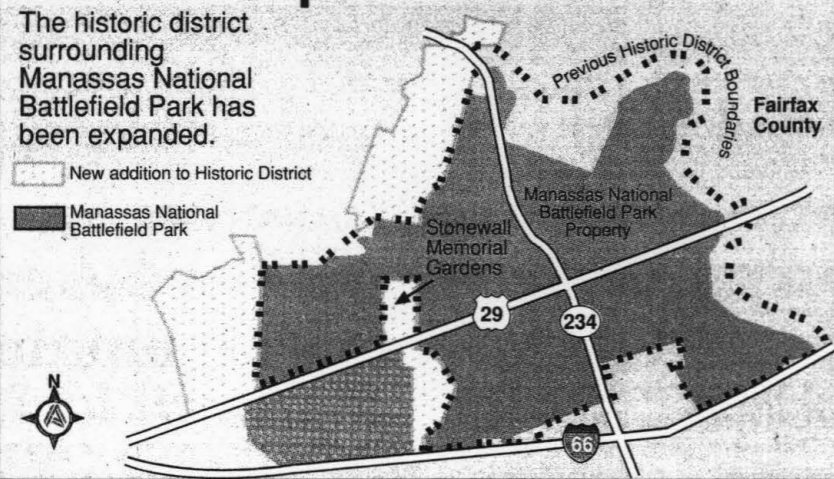 The historic district
surrounding
Manassas National
Battlefield Park has
been expanded.
New addition to Historic District
Manassas National
Battlefield Park
Previous Historic District Boundaries
Fairfax
County
Manassas National
Battlefield Park
Property
Stonewall
Memorial
Gardens
29
234
66
N